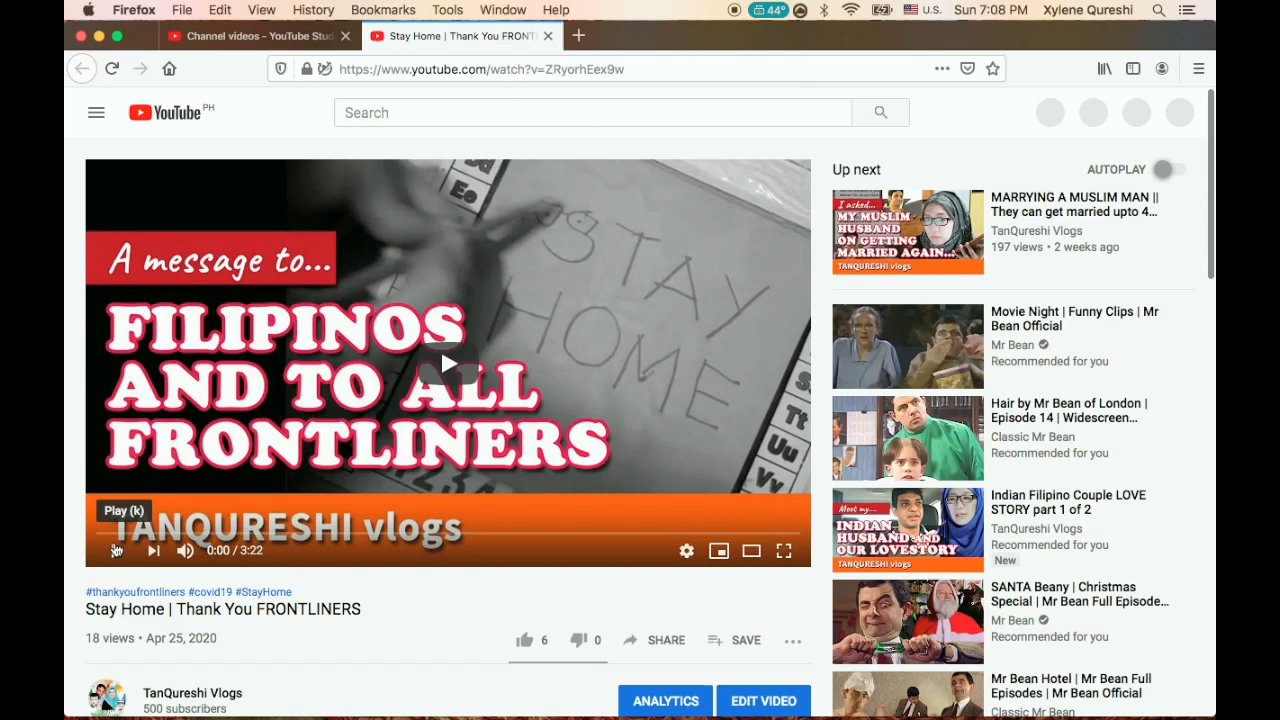 Firefox File Edit View History Bookmarks Tools Window Help 44° U.S. Sun 7:08 PM Xylene Qureshi
Channel videos - YouTube Stud
Stay Home | Thank You FRONTL
https://www.youtube.com/watch?v=ZRyorhEex9w
YouTube PH
Search
STAY
HOME
Ee
Tt
Uu
Vv
A message to...
FILIPINOS
AND TO ALL
FRONTLINERS
Play (k)
TANQURESHI vlogs
0:00 / 3:22
#thankyoufrontliners #covid19 #StayHome
Stay Home | Thank You FRONTLINERS
18 views • Apr 25, 2020
6 0 SHARE SAVE
TanQureshi Vlogs
500 subscribers
ANALYTICS EDIT VIDEO
Up next AUTOPLAY
I asked...
MY MUSLIM
HUSBAND
ON GETTING
MARRIED AGAIN...
TANQURESHI vlogs
MARRYING A MUSLIM MAN ||
They can get married upto 4...
TanQureshi Vlogs
197 views • 2 weeks ago
Movie Night | Funny Clips | Mr
Bean Official
Mr Bean
Recommended for you
Hair by Mr Bean of London |
Episode 14 | Widescreen...
Classic Mr Bean
Recommended for you
Meet my....
INDIAN
HUSBAND AND
OUR LOVESTORY
TANQURESHI vlogs
Indian Filipino Couple LOVE
STORY part 1 of 2
TanQureshi Vlogs
Recommended for you
New
SANTA Beany | Christmas
Special | Mr Bean Full Episode...
Mr Bean
Recommended for you
Mr Bean Hotel | Mr Bean Full
Episodes | Mr Bean Official
Classic Mr Bean